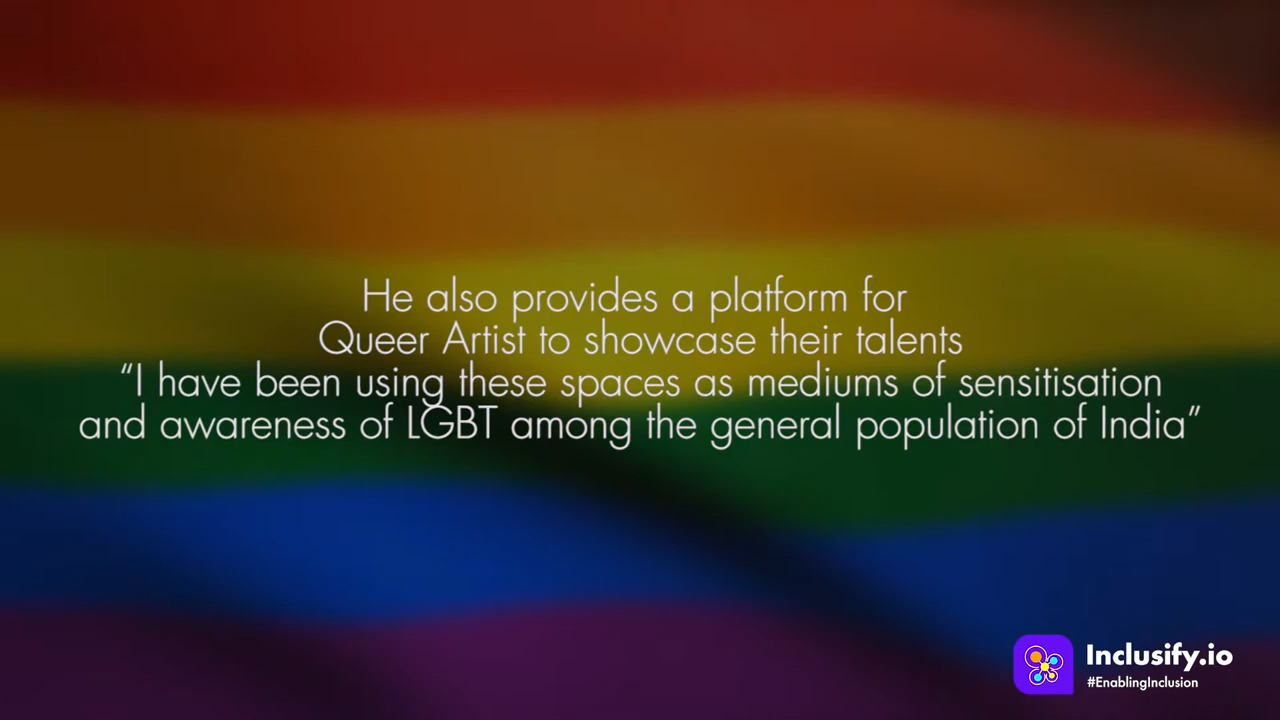 He also provides a platform for
Queer Artist to showcase their talents
“I have been using these spaces as mediums of sensitisation
and awareness of LGBT among the general population of India”
Inclusify.io
#EnablingInclusion